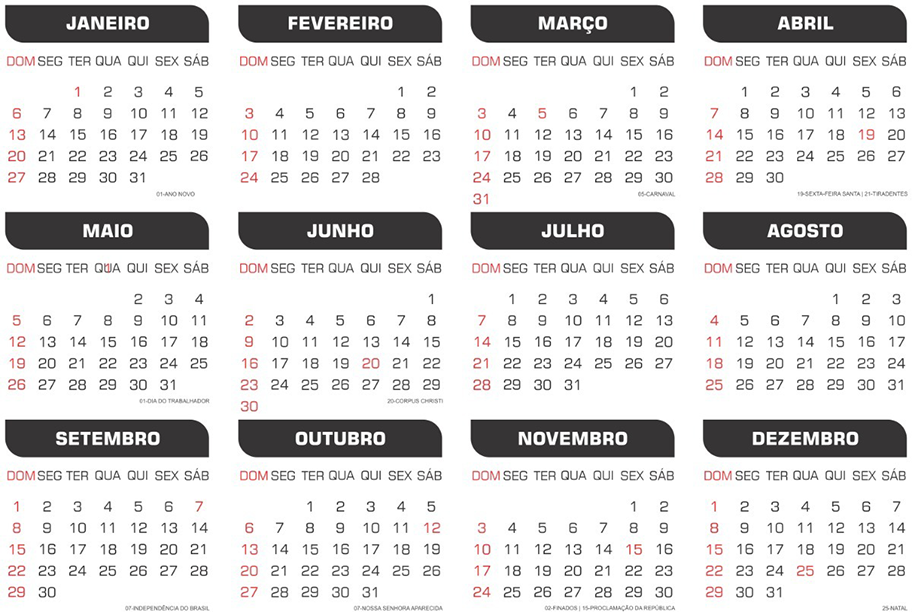 JANEIRO
DOM SEG TER QUA QUI SEX SÁB
1 2 3 4 5
6 7 8 9 10 11 12
13 14 15 16 17 18 19
20 21 22 23 24 25 26
27 28 29 30 31
01-ANO NOVO
FEVEREIRO
DOM SEG TER QUA QUI SEX SÁB
1 2
3 4 5 6 7 8 9
10 11 12 13 14 15 16
17 18 19 20 21 22 23
24 25 26 27 28
MARÇO
DOM SEG TER QUA QUI SEX SÁB
1 2
3 4 5 6 7 8 9
10 11 12 13 14 15 16
17 18 19 20 21 22 23
24 25 26 27 28 29 30
31
05-CARNAVAL
ABRIL
DOM SEG TER QUA QUI SEX SÁB
1 2 3 4 5 6
7 8 9 10 11 12 13
14 15 16 17 18 19 20
21 22 23 24 25 26 27
28 29 30
19-SEXTA-FEIRA SANTA | 21-TIRADENTES
MAIO
DOM SEG TER QUA QUI SEX SÁB
1
2 3 4
5 6 7 8 9 10 11
12 13 14 15 16 17 18
19 20 21 22 23 24 25
26 27 28 29 30 31
01-DIA DO TRABALHADOR
JUNHO
DOM SEG TER QUA QUI SEX SÁB
1
2 3 4 5 6 7 8
9 10 11 12 13 14 15
16 17 18 19 20 21 22
23 24 25 26 27 28 29
30
20-CORPUS CHRISTI
JULHO
DOM SEG TER QUA QUI SEX SÁB
1 2 3 4 5 6
7 8 9 10 11 12 13
14 15 16 17 18 19 20
21 22 23 24 25 26 27
28 29 30 31
AGOSTO
DOM SEG TER QUA QUI SEX SÁB
1 2 3
4 5 6 7 8 9 10
11 12 13 14 15 16 17
18 19 20 21 22 23 24
25 26 27 28 29 30 31
SETEMBRO
DOM SEG TER QUA QUI SEX SÁB
1 2 3 4 5 6 7
8 9 10 11 12 13 14
15 16 17 18 19 20 21
22 23 24 25 26 27 28
29 30
07-INDEPENDÊNCIA DO BRASIL
OUTUBRO
DOM SEG TER QUA QUI SEX SÁB
1 2 3 4 5
6 7 8 9 10 11 12
13 14 15 16 17 18 19
20 21 22 23 24 25 26
27 28 29 30 31
07-NOSSA SENHORA APARECIDA
NOVEMBRO
DOM SEG TER QUA QUI SEX SÁB
1 2
3 4 5 6 7 8 9
10 11 12 13 14 15 16
17 18 19 20 21 22 23
24 25 26 27 28 29 30
02-FINADOS | 15-PROCLAMAÇÃO DA REPÚBLICA
DEZEMBRO
DOM SEG TER QUA QUI SEX SÁB
1 2 3 4 5 6 7
8 9 10 11 12 13 14
15 16 17 18 19 20 21
22 23 24 25 26 27 28
29 30 31
25-NATAL